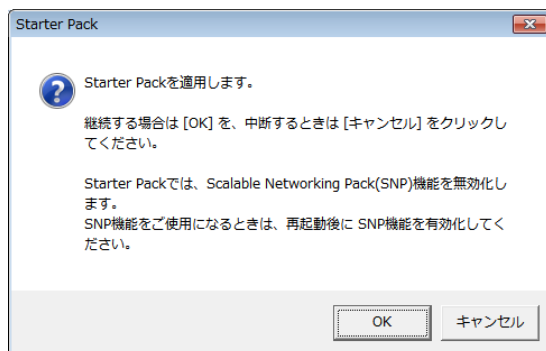 Starter Pack
Starter Packを適用します。
継続する場合は [OK] を、中断するときは [キャンセル] をクリックし
てください。
Starter Packでは、Scalable Networking Pack(SNP)機能を無効化し
ます。
SNP機能をご使用になるときは、再起動後に SNP機能を有効化してく
ださい。
OK
キャンセル